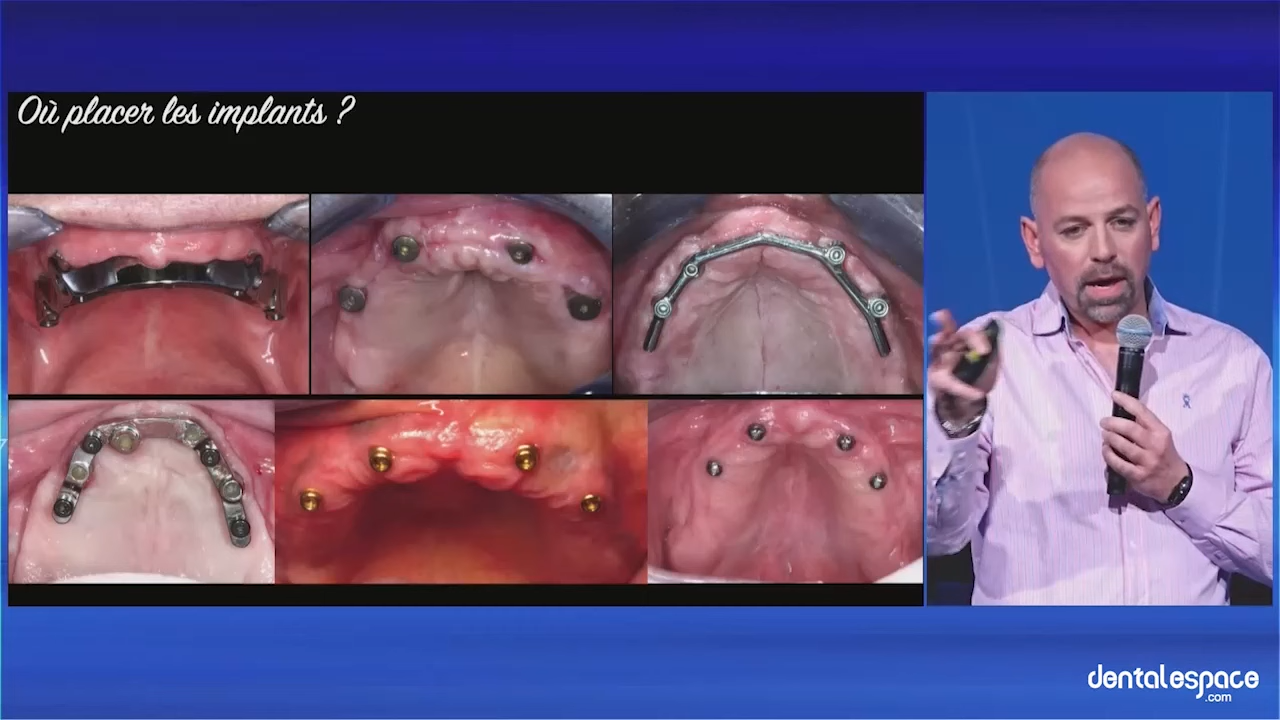 Où placer les implants ?
dentalespace
.com